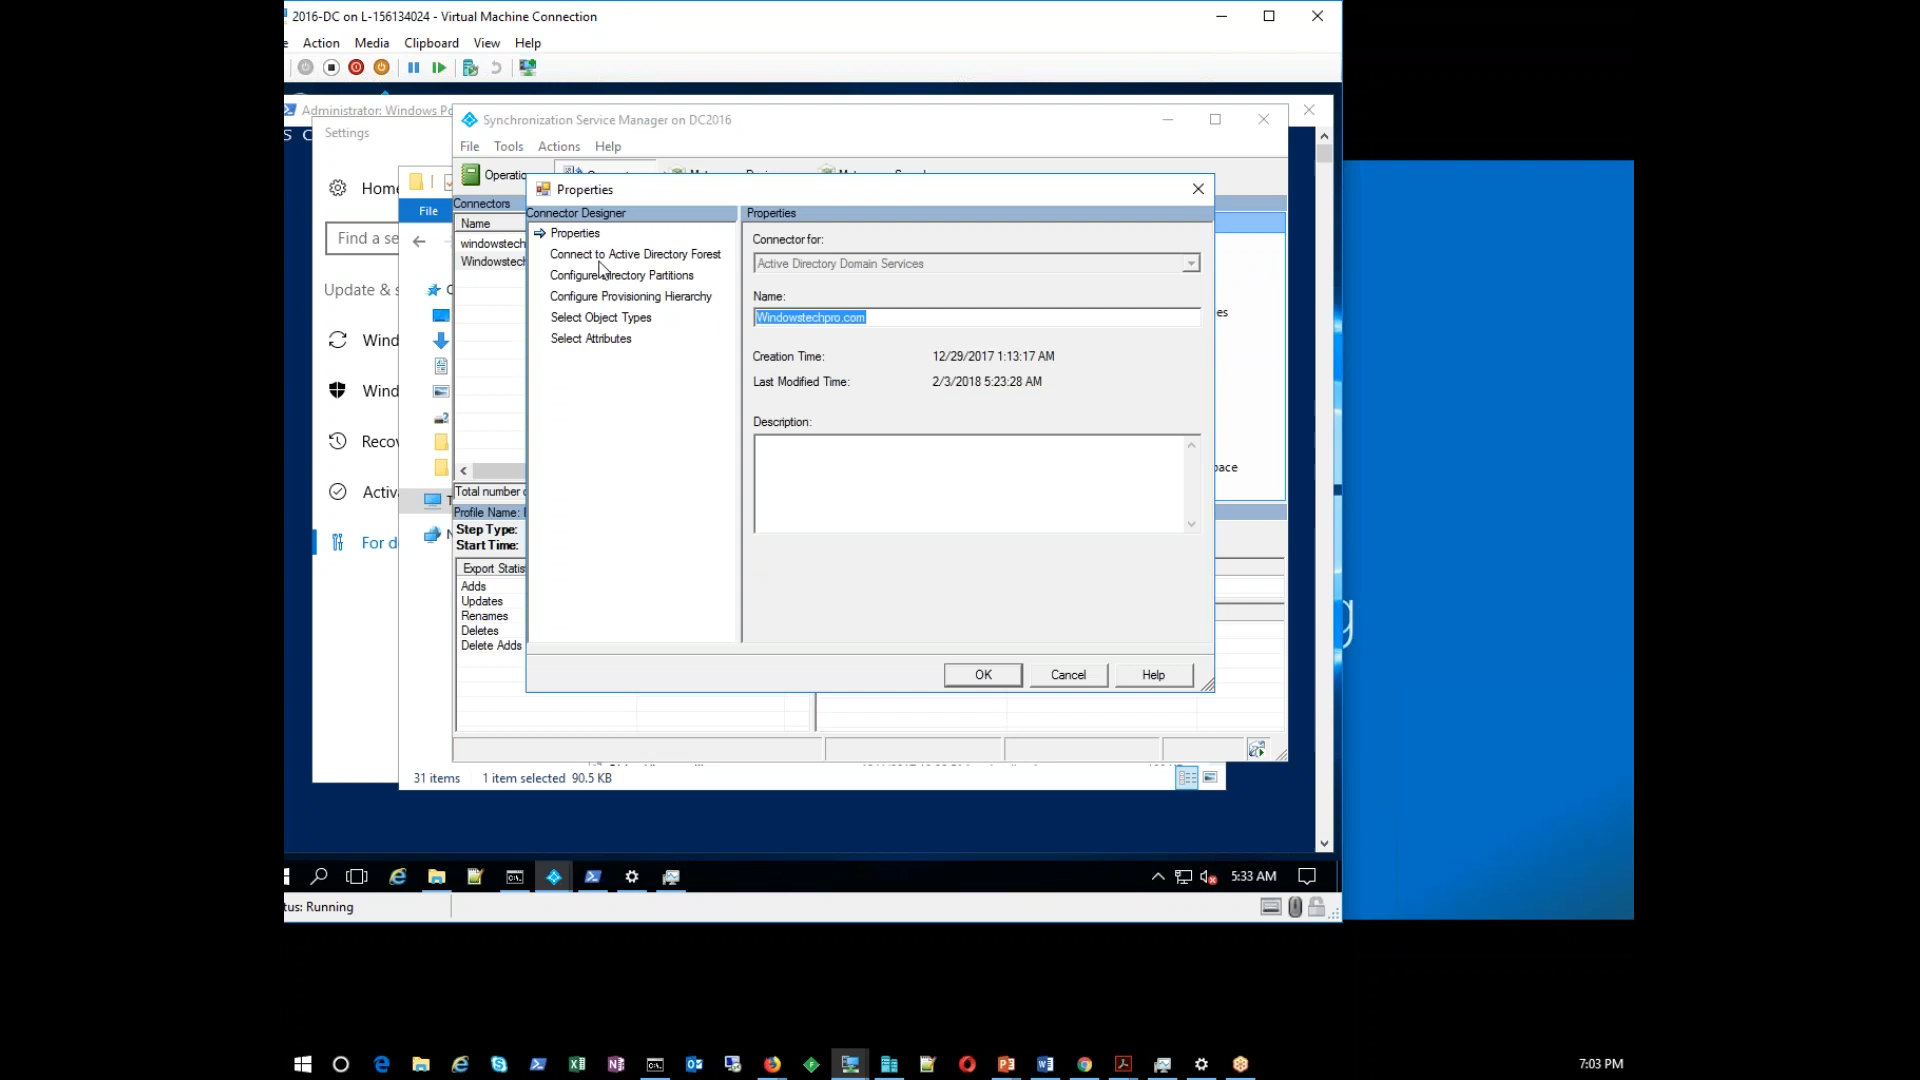 2016-DC on L-156134024 - Virtual Machine Connection
Action Media Clipboard View Help
Administrator: Windows Po
Settings
Synchronization Service Manager on DC2016
File Tools Actions Help
S C
Home
Operatio
Properties
Connectors
Connector Designer
Properties
File
Name
Properties
Connector for:
Find a se
windowstech
Connect to Active Directory Forest
Windowstech
Active Directory Domain Services
Configure Directory Partitions
Update & s
Configure Provisioning Hierarchy
Name:
Select Object Types
Windowstechpro.com
es
Wind
Select Attributes
Creation Time: 12/29/2017 1:13:17 AM
Last Modified Time: 2/3/2018 5:23:28 AM
Wind
Description:
Recov
pace
Activa
Total number o
Profile Name: E
Step Type:
Start Time:
For d
Export Statis
Adds
Updates
Renames
Deletes
Delete Adds
OK Cancel Help
31 items 1 item selected 90.5 KB
5:33 AM
tus: Running
7:03 PM